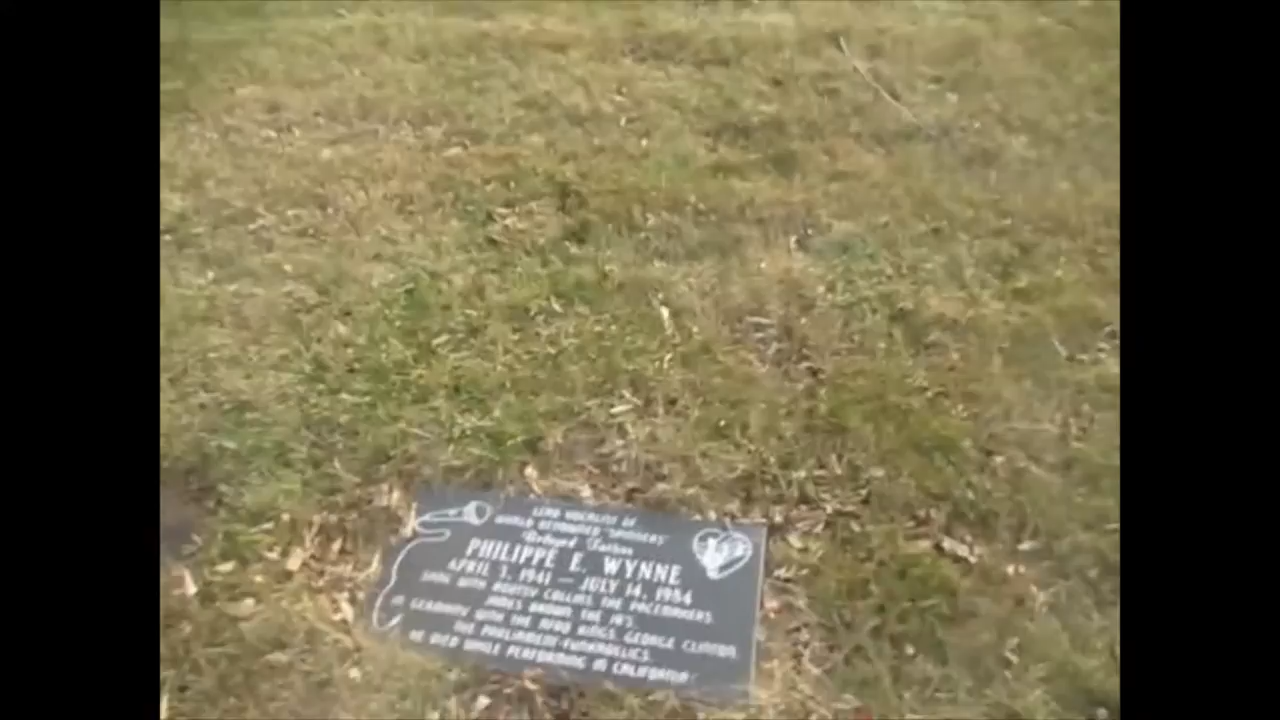 LEAD VOCALIST OF
WORLD RENOWNED "SPINNERS"
Beloved Father
PHILIPPE E. WYNNE
APRIL 3, 1941 — JULY 14, 1984
SANG WITH BOOTSY COLLINS THE PACEMAKERS
JAMES BROWN THE JB'S.
IN GERMANY WITH THE AFRO KINGS. GEORGE CLINTON
THE PARLIAMENT-FUNKADELICS.
HE DIED WHILE PERFORMING IN CALIFORNIA